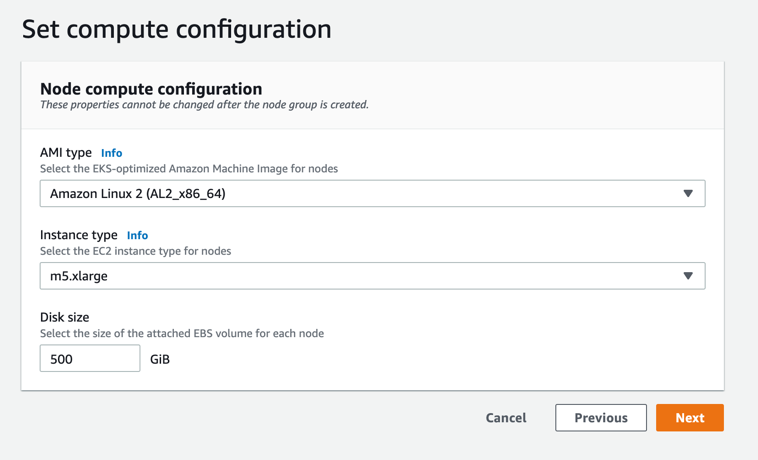 Set compute configuration
Node compute configuration
These properties cannot be changed after the node group is created.
AMI type Info
Select the EKS-optimized Amazon Machine Image for nodes
Amazon Linux 2 (AL2_x86_64)
Instance type Info
Select the EC2 instance type for nodes
m5.xlarge
Disk size
Select the size of the attached EBS volume for each node
500 GiB
Cancel Previous Next